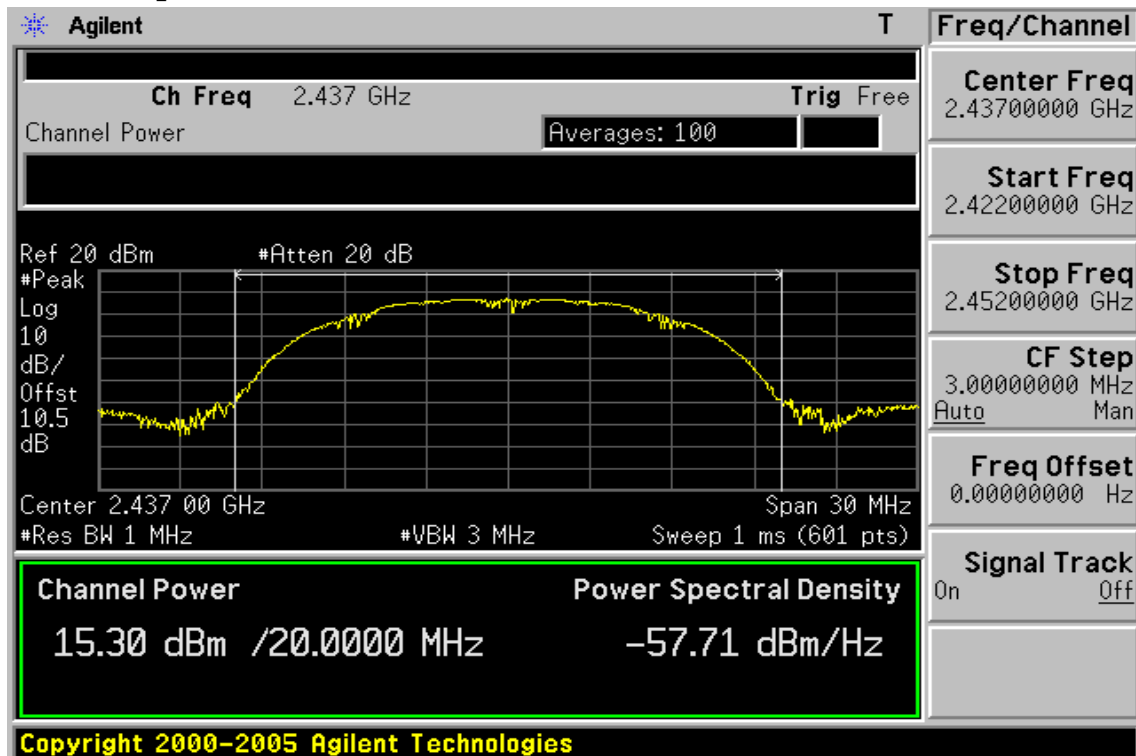 Agilent T
Ch Freq 2.437 GHz Trig Free
Channel Power Averages: 100
Ref 20 dBm #Atten 20 dB
#Peak
Log
10
dB/
Offst
10.5
dB
Center 2.437 00 GHz Span 30 MHz
#Res BW 1 MHz #VBW 3 MHz Sweep 1 ms (601 pts)
Channel Power Power Spectral Density
15.30 dBm /20.0000 MHz -57.71 dBm/Hz
Copyright 2000-2005 Agilent Technologies
Freq/Channel
Center Freq
2.43700000 GHz
Start Freq
2.42200000 GHz
Stop Freq
2.45200000 GHz
CF Step
3.00000000 MHz
Auto Man
Freq Offset
0.00000000 Hz
Signal Track
On Off